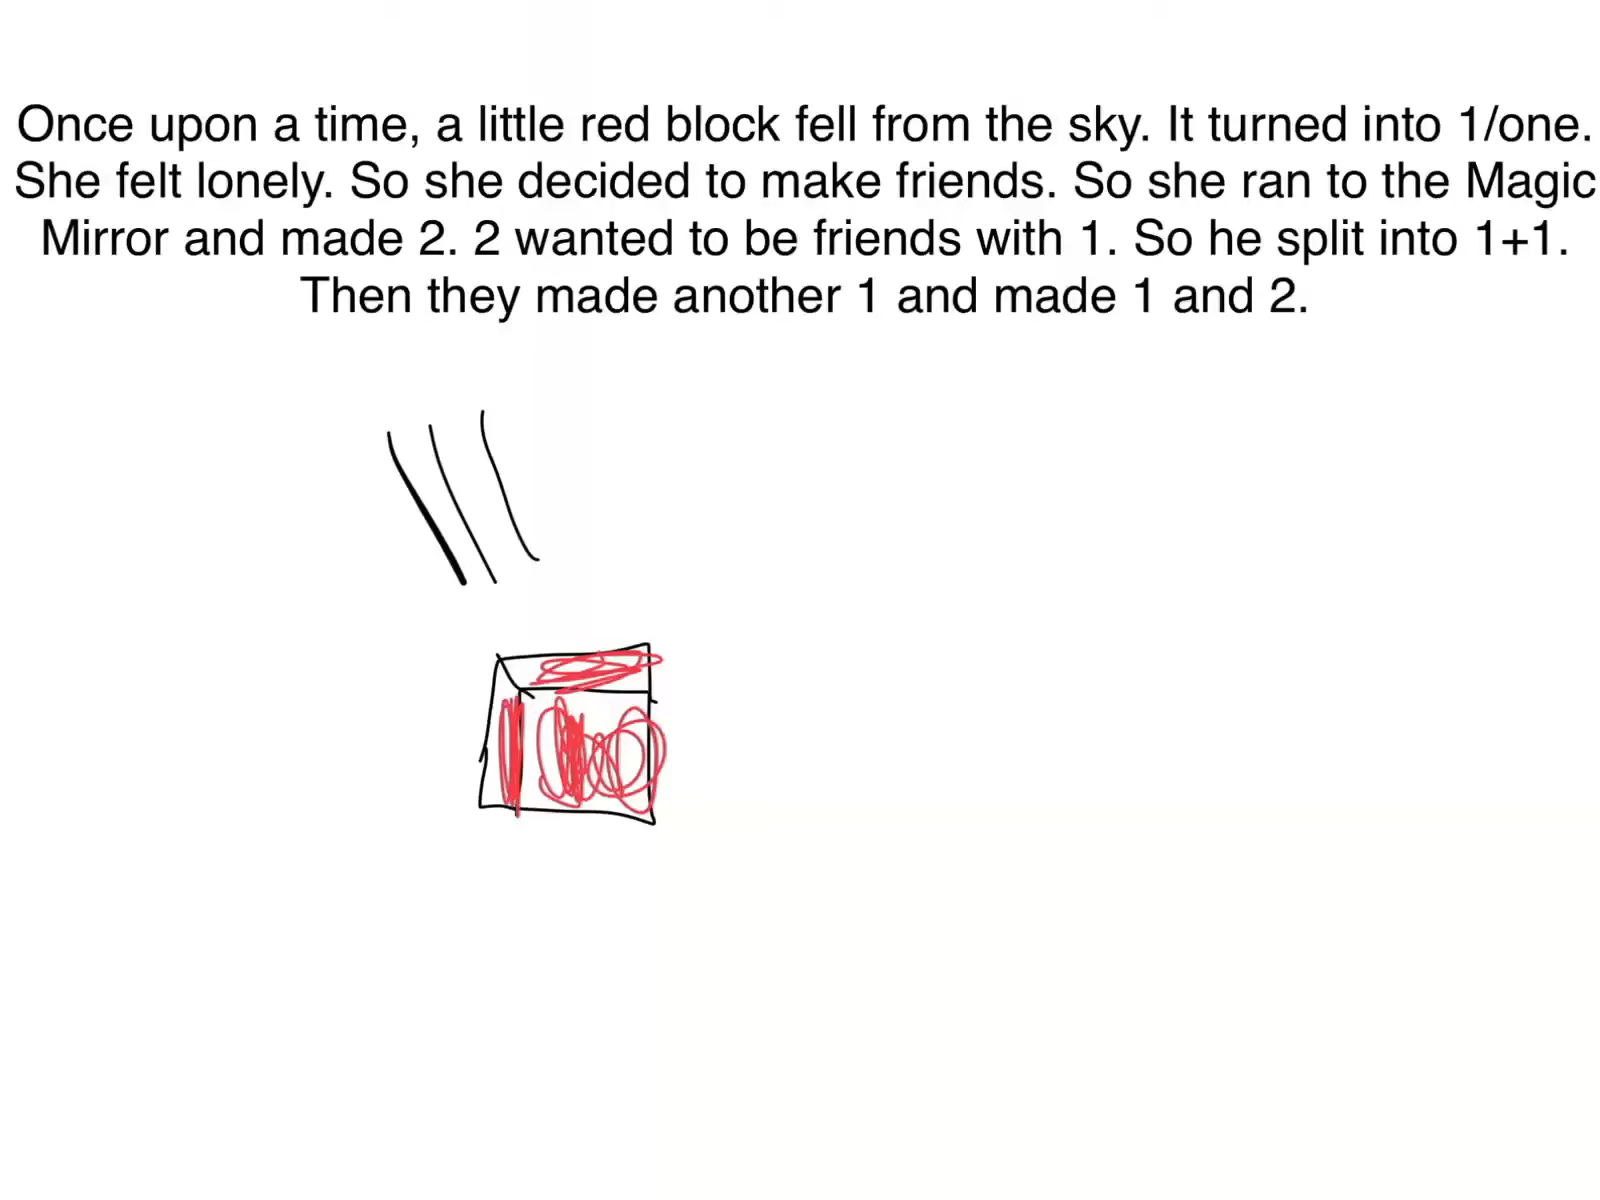 Once upon a time, a little red block fell from the sky. It turned into 1/one.
She felt lonely. So she decided to make friends. So she ran to the Magic
Mirror and made 2. 2 wanted to be friends with 1. So he split into 1+1.
Then they made another 1 and made 1 and 2.